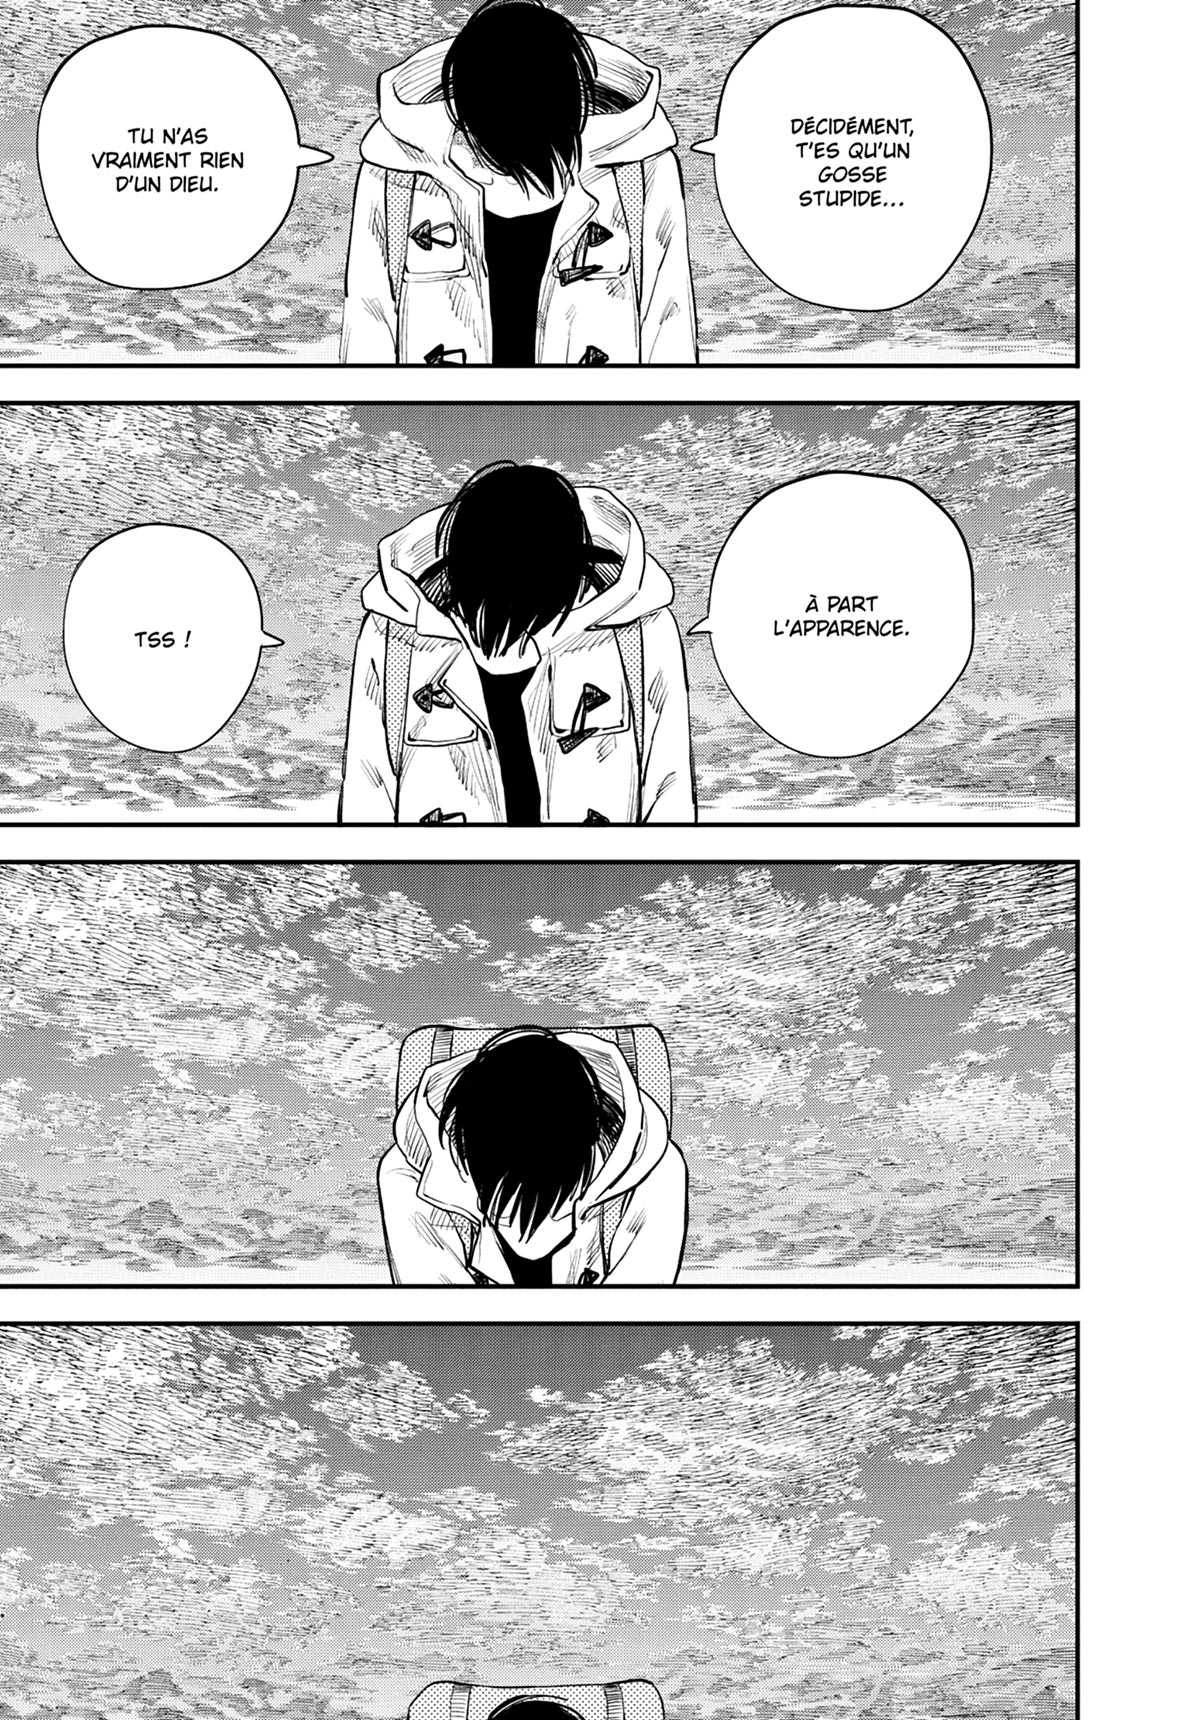 DÉCIDÉMENT,
T'ES QU'UN
GOSSE
STUPIDE...
TU N'AS
VRAIMENT RIEN
D'UN DIEU.
À PART
L'APPARENCE.
TSS !